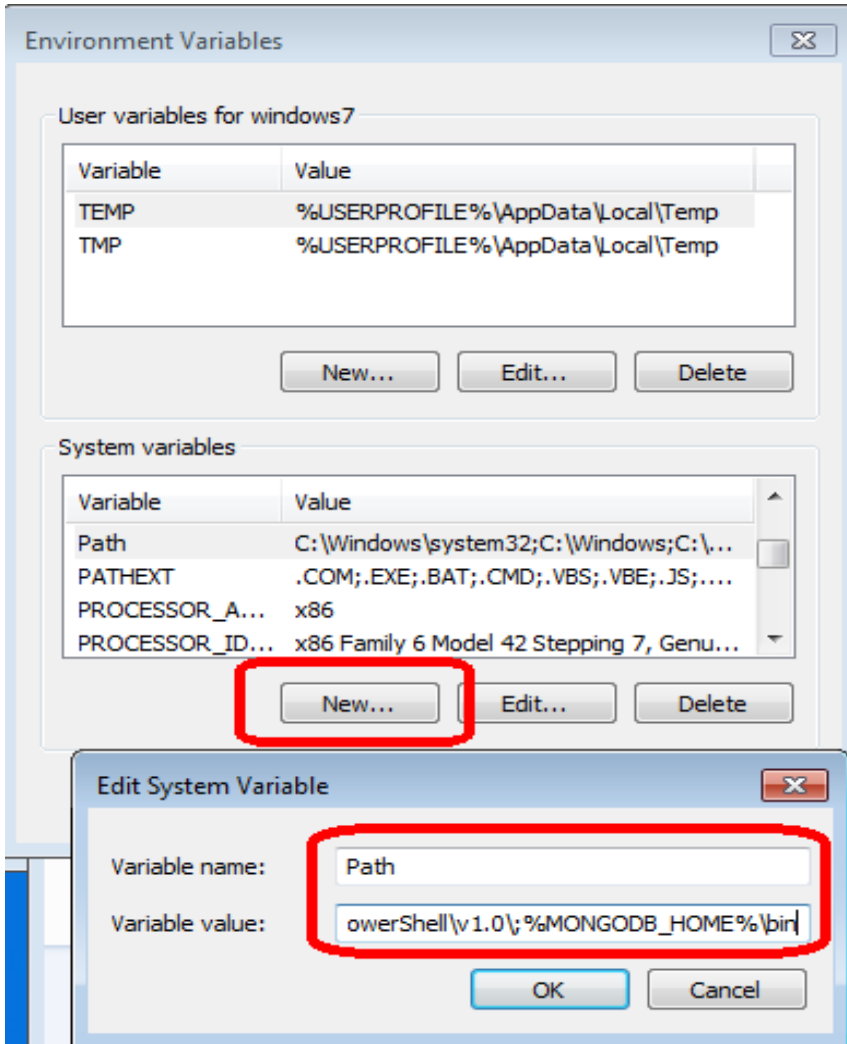 Environment Variables
User variables for windows7
Variable Value
TEMP %USERPROFILE%\AppData\Local\Temp
TMP %USERPROFILE%\AppData\Local\Temp
New... Edit... Delete
System variables
Variable Value
Path C:\Windows\system32;C:\Windows;C:\...
PATHEXT .COM;.EXE;.BAT;.CMD;.VBS;.VBE;.JS;....
PROCESSOR_A... x86
PROCESSOR_ID... x86 Family 6 Model 42 Stepping 7, Genu...
New... Edit... Delete
Edit System Variable
Variable name: Path
Variable value: owerShell\v1.0\;%MONGODB_HOME%\bin
OK Cancel